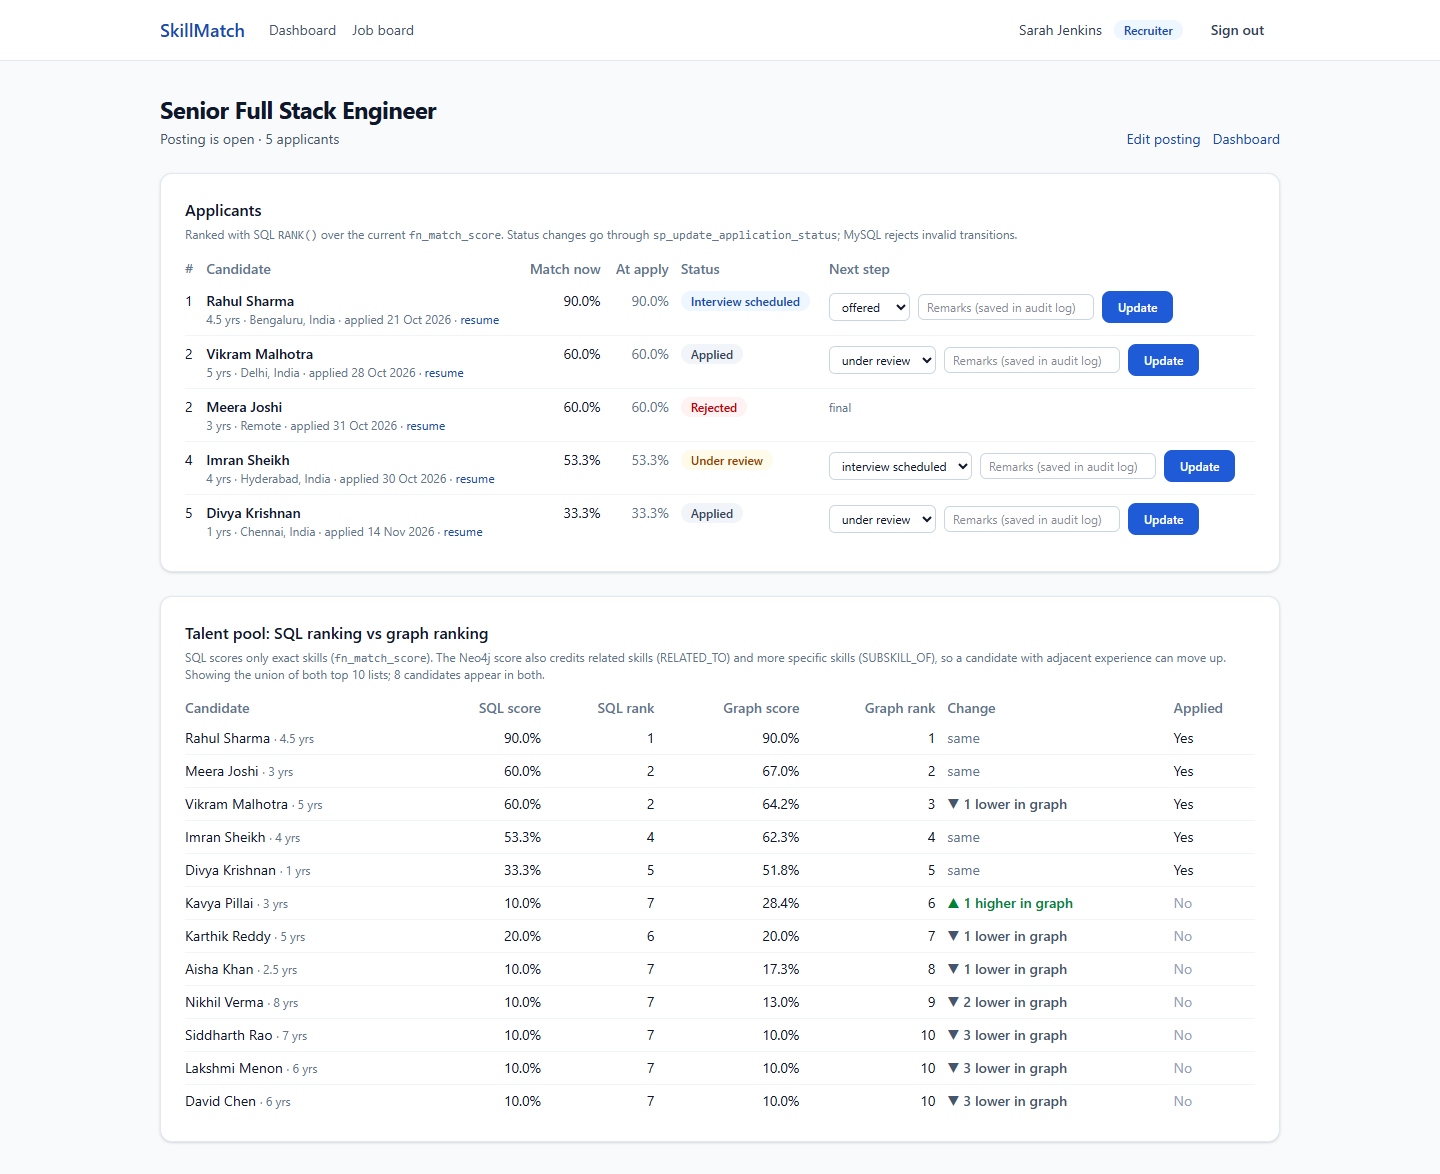 SkillMatch Dashboard Job board Sarah Jenkins Recruiter Sign out
Senior Full Stack Engineer
Posting is open · 5 applicants Edit posting Dashboard
Applicants
Ranked with SQL RANK() over the current fn_match_score. Status changes go through sp_update_application_status; MySQL rejects invalid transitions.
# Candidate Match now At apply Status Next step
1 Rahul Sharma 90.0% 90.0% Interview scheduled offered Remarks (saved in audit log) Update
4.5 yrs · Bengaluru, India · applied 21 Oct 2026 · resume
2 Vikram Malhotra 60.0% 60.0% Applied under review Remarks (saved in audit log) Update
5 yrs · Delhi, India · applied 28 Oct 2026 · resume
2 Meera Joshi 60.0% 60.0% Rejected final
3 yrs · Remote · applied 31 Oct 2026 · resume
4 Imran Sheikh 53.3% 53.3% Under review interview scheduled Remarks (saved in audit log) Update
4 yrs · Hyderabad, India · applied 30 Oct 2026 · resume
5 Divya Krishnan 33.3% 33.3% Applied under review Remarks (saved in audit log) Update
1 yrs · Chennai, India · applied 14 Nov 2026 · resume
Talent pool: SQL ranking vs graph ranking
SQL scores only exact skills (fn_match_score). The Neo4j score also credits related skills (RELATED_TO) and more specific skills (SUBSKILL_OF), so a candidate with adjacent experience can move up.
Showing the union of both top 10 lists; 8 candidates appear in both.
Candidate SQL score SQL rank Graph score Graph rank Change Applied
Rahul Sharma · 4.5 yrs 90.0% 1 90.0% 1 same Yes
Meera Joshi · 3 yrs 60.0% 2 67.0% 2 same Yes
Vikram Malhotra · 5 yrs 60.0% 2 64.2% 3 ▼ 1 lower in graph Yes
Imran Sheikh · 4 yrs 53.3% 4 62.3% 4 same Yes
Divya Krishnan · 1 yrs 33.3% 5 51.8% 5 same Yes
Kavya Pillai · 3 yrs 10.0% 7 28.4% 6 ▲ 1 higher in graph No
Karthik Reddy · 5 yrs 20.0% 6 20.0% 7 ▼ 1 lower in graph No
Aisha Khan · 2.5 yrs 10.0% 7 17.3% 8 ▼ 1 lower in graph No
Nikhil Verma · 8 yrs 10.0% 7 13.0% 9 ▼ 2 lower in graph No
Siddharth Rao · 7 yrs 10.0% 7 10.0% 10 ▼ 3 lower in graph No
Lakshmi Menon · 6 yrs 10.0% 7 10.0% 10 ▼ 3 lower in graph No
David Chen · 6 yrs 10.0% 7 10.0% 10 ▼ 3 lower in graph No